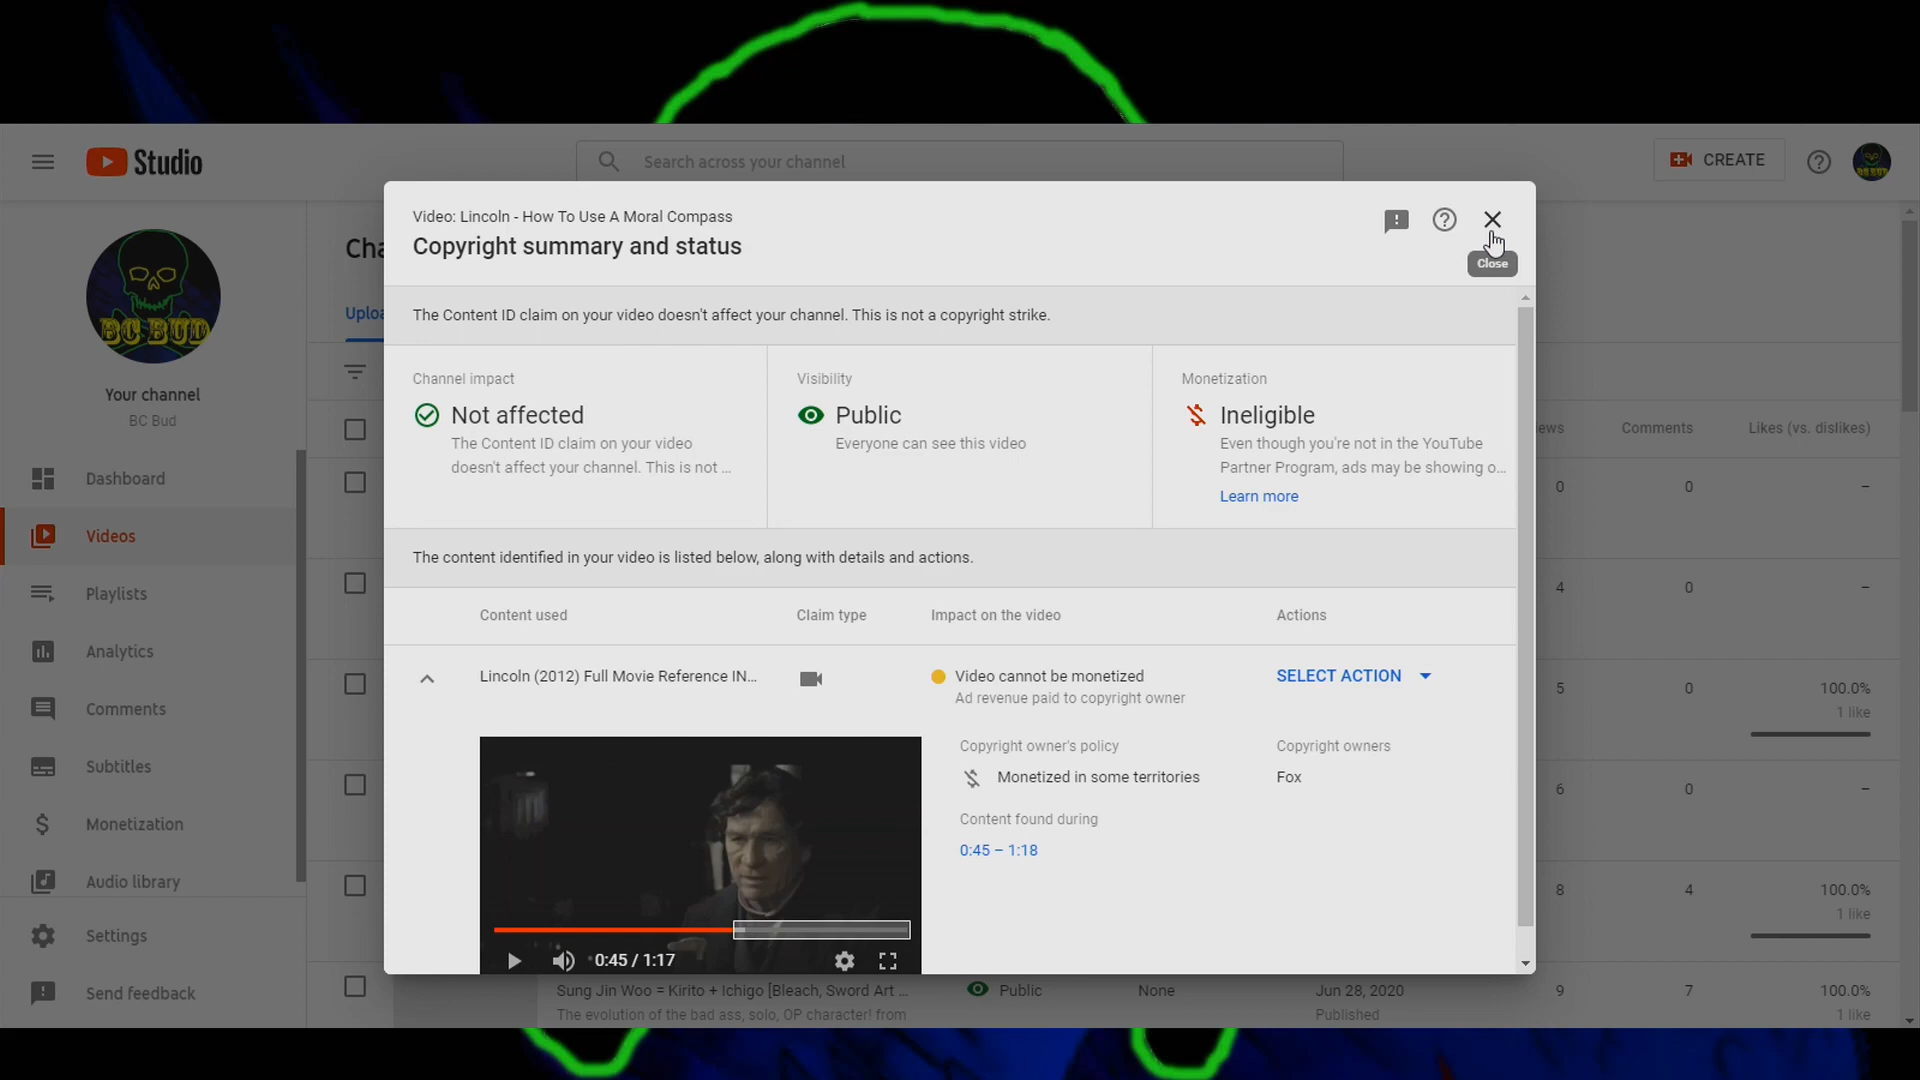 Studio
Search across your channel
CREATE
Video: Lincoln - How To Use A Moral Compass
Copyright summary and status
Close
BC BUD
Your channel
BC Bud
Dashboard
Videos
Playlists
Analytics
Comments
Subtitles
Monetization
Audio library
Settings
Send feedback
The Content ID claim on your video doesn't affect your channel. This is not a copyright strike.
Channel impact
Not affected
The Content ID claim on your video
doesn't affect your channel. This is not ...
Visibility
Public
Everyone can see this video
Monetization
Ineligible
Even though you're not in the YouTube
Partner Program, ads may be showing o...
Learn more
The content identified in your video is listed below, along with details and actions.
Content used Claim type Impact on the video Actions
Lincoln (2012) Full Movie Reference IN...
Video cannot be monetized
Ad revenue paid to copyright owner
SELECT ACTION
Copyright owner's policy
Monetized in some territories
Copyright owners
Fox
Content found during
0:45 – 1:18
0:45 / 1:17
Comments Likes (vs. dislikes)
0 0 –
4 0 –
5 0 100.0%
1 like
6 0 –
8 4 100.0%
1 like
Sung Jin Woo = Kirito + Ichigo [Bleach, Sword Art ... Public None Jun 28, 2020 9 7 100.0%
The evolution of the bad ass, solo, OP character! from Published 1 like